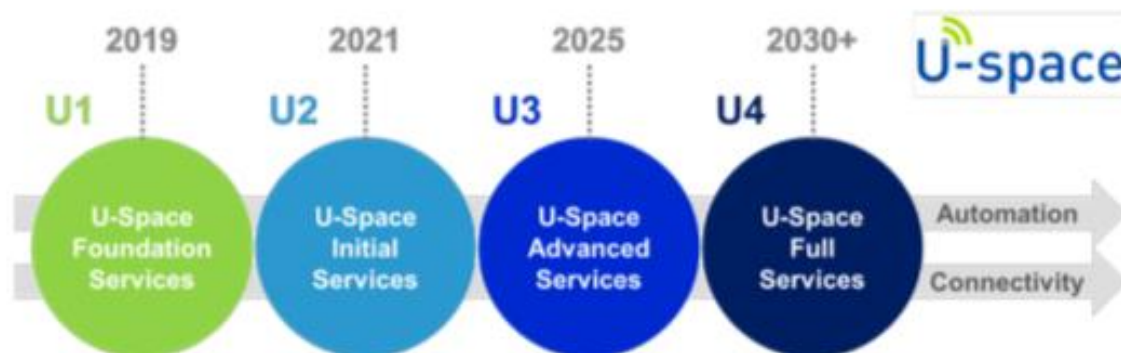 2019
2021
2025
2030+
U-space
U1
U2
U3
U4
U-Space
Foundation
Services
U-Space
Initial
Services
U-Space
Advanced
Services
U-Space
Full
Services
Automation
Connectivity